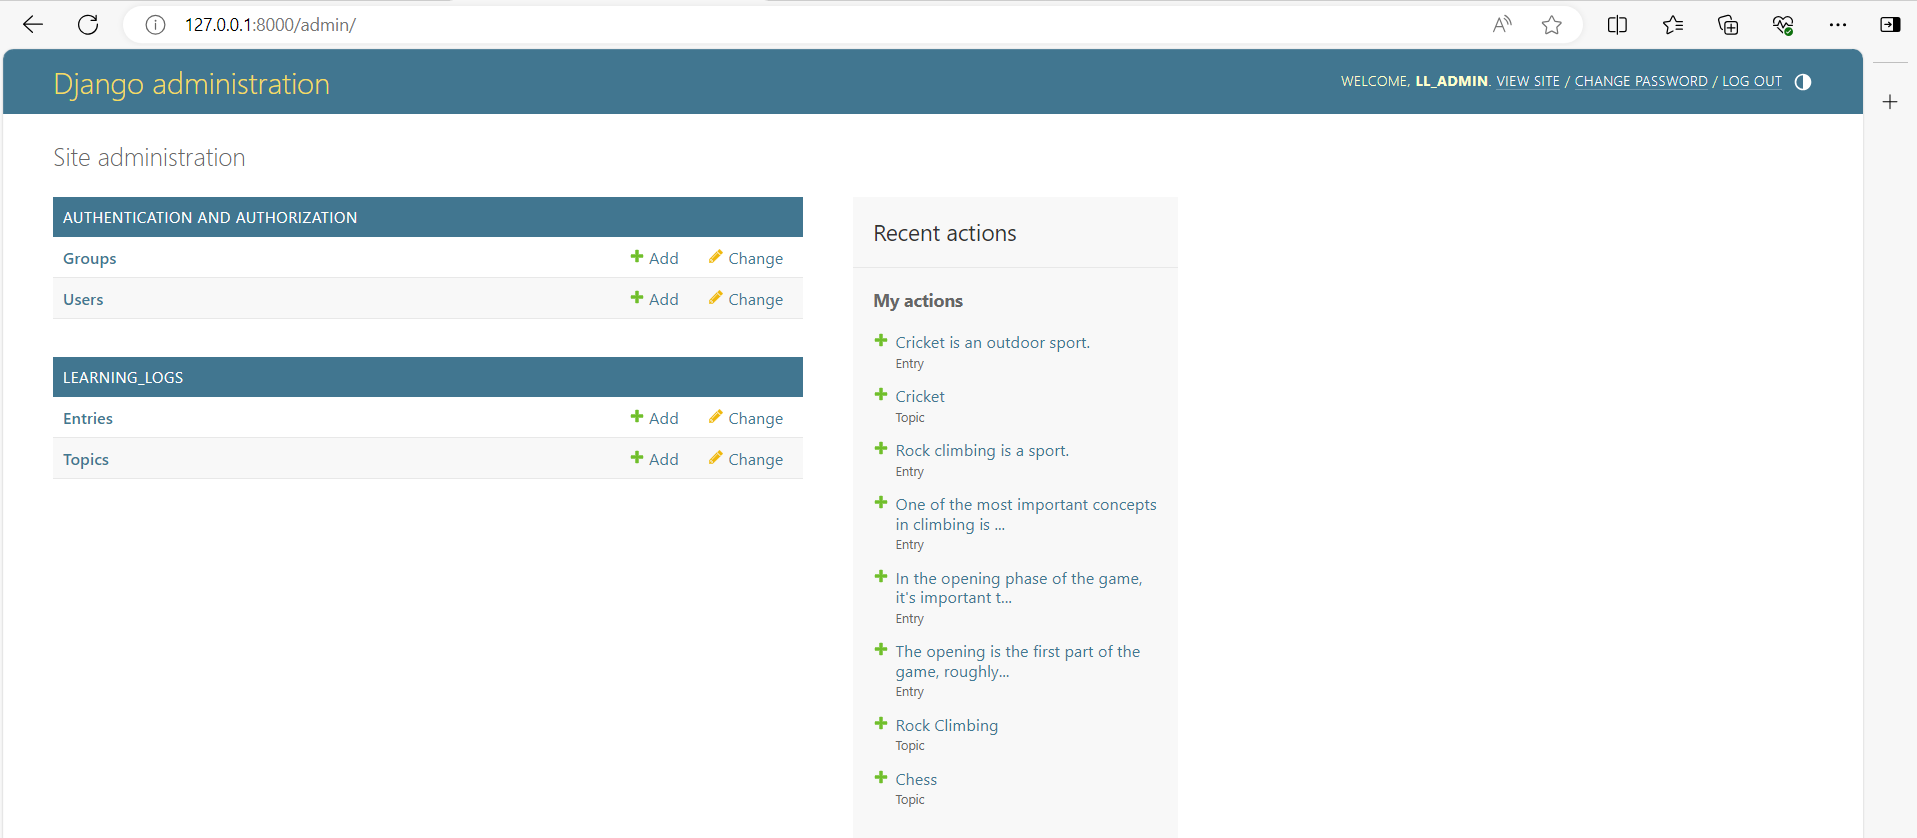 127.0.0.1:8000/admin/
Django administration
WELCOME, LL_ADMIN. VIEW SITE / CHANGE PASSWORD / LOG OUT
Site administration
AUTHENTICATION AND AUTHORIZATION
Groups Add Change
Users Add Change
LEARNING_LOGS
Entries Add Change
Topics Add Change
Recent actions
My actions
Cricket is an outdoor sport.
Entry
Cricket
Topic
Rock climbing is a sport.
Entry
One of the most important concepts
in climbing is ...
Entry
In the opening phase of the game,
it's important t...
Entry
The opening is the first part of the
game, roughly...
Entry
Rock Climbing
Topic
Chess
Topic